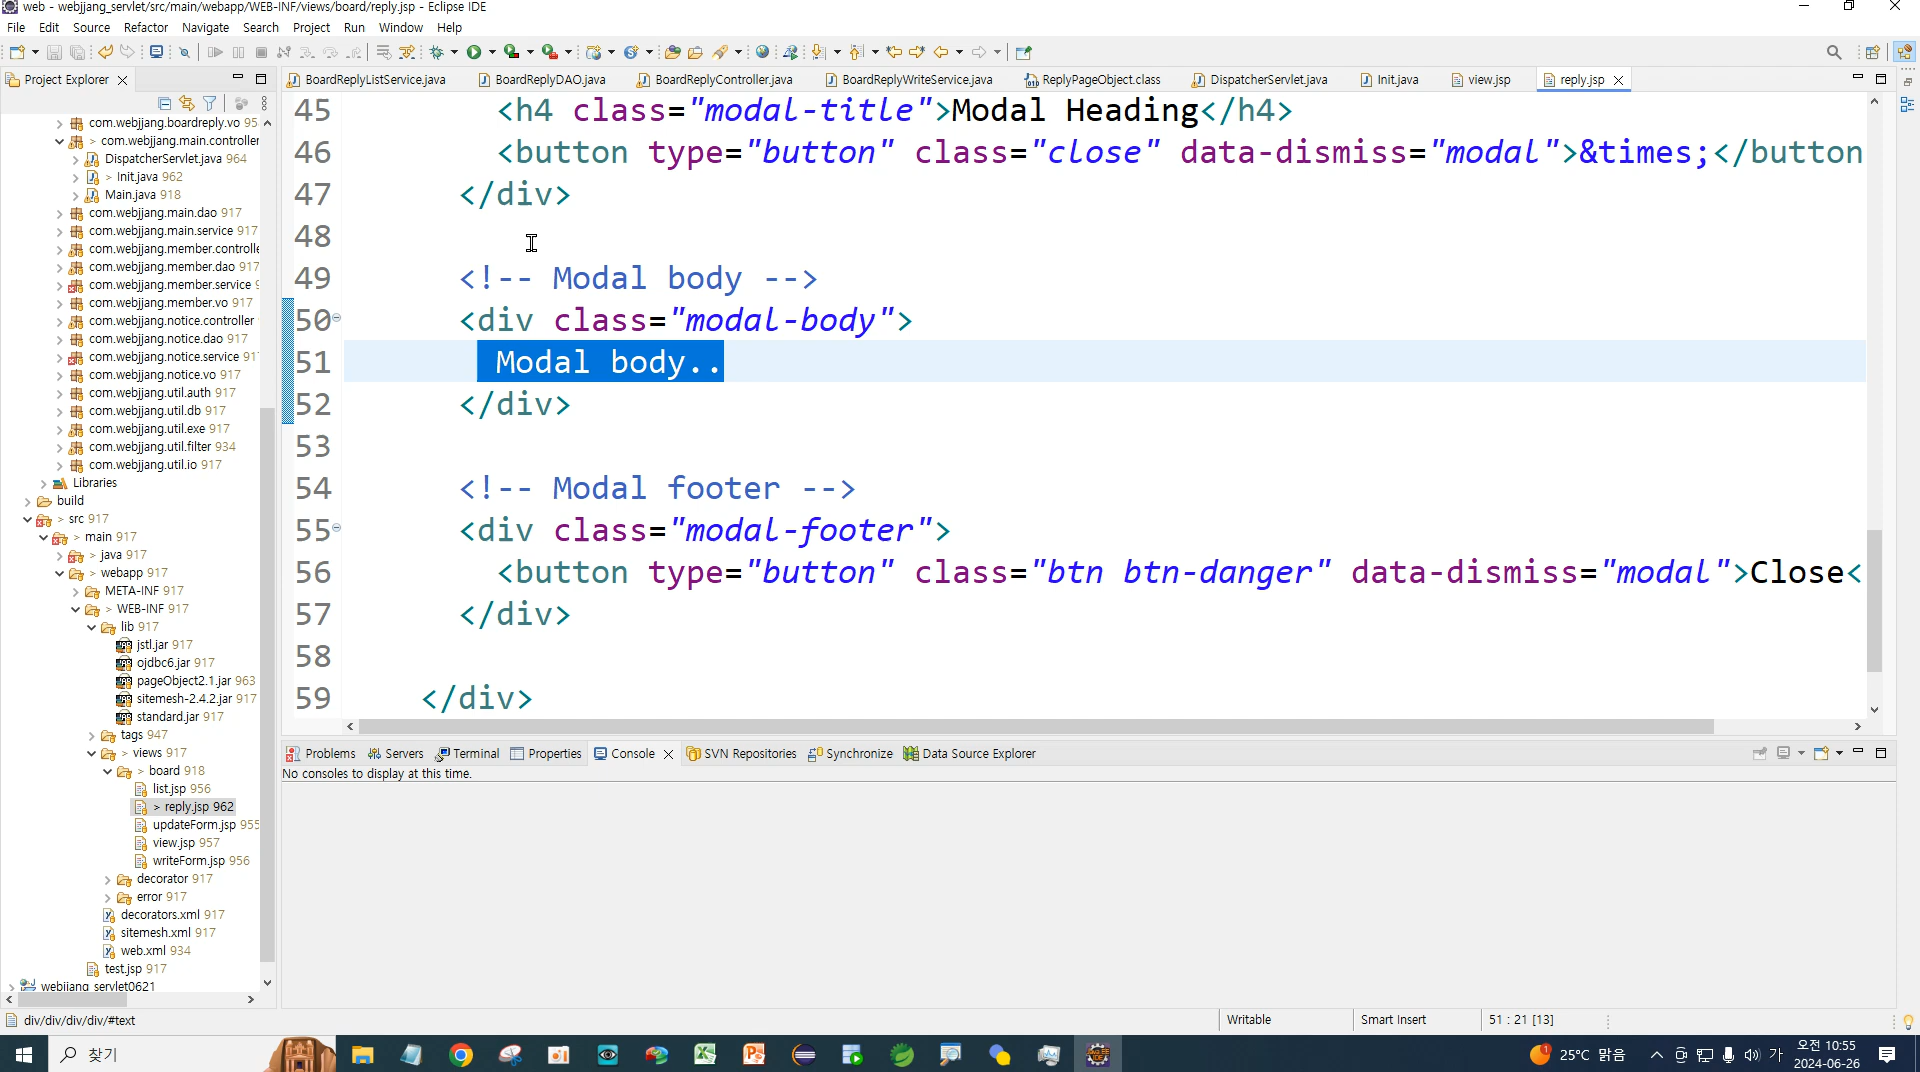 web - webjjang_servlet/src/main/webapp/WEB-INF/views/board/reply.jsp - Eclipse IDE
File Edit Source Refactor Navigate Search Project Run Window Help
Project Explorer
BoardReplyListService.java BoardReplyDAO.java BoardReplyController.java BoardReplyWriteService.java ReplyPageObject.class DispatcherServlet.java Init.java view.jsp reply.jsp
com.webjjang.boardreply.vo 95
> com.webjjang.main.controller
DispatcherServlet.java 964
> Init.java 962
Main.java 918
com.webjjang.main.dao 917
com.webjjang.main.service 917
com.webjjang.member.controlle
com.webjjang.member.dao 917
com.webjjang.member.service
com.webjjang.member.vo 917
com.webjjang.notice.controller
com.webjjang.notice.dao 917
com.webjjang.notice.service 91
com.webjjang.notice.vo 917
com.webjjang.util.auth 917
com.webjjang.util.db 917
com.webjjang.util.exe 917
com.webjjang.util.filter 934
com.webjjang.util.io 917
Libraries
build
> src 917
main 917
> java 917
> webapp 917
META-INF 917
> WEB-INF 917
lib 917
jstl.jar 917
ojdbc6.jar 917
pageObject2.1.jar 963
sitemesh-2.4.2.jar 917
standard.jar 917
tags 947
> views 917
> board 918
list.jsp 956
> reply.jsp 962
updateForm.jsp 955
view.jsp 957
writeForm.jsp 956
decorator 917
error 917
decorators.xml 917
sitemesh.xml 917
web.xml 934
test.jsp 917
webjjang_servlet0621
45 <h4 class="modal-title">Modal Heading</h4>
46 <button type="button" class="close" data-dismiss="modal">&times;</button
47 </div>
48
49 <!-- Modal body -->
50 <div class="modal-body">
51 Modal body..
52 </div>
53
54 <!-- Modal footer -->
55 <div class="modal-footer">
56 <button type="button" class="btn btn-danger" data-dismiss="modal">Close<
57 </div>
58
59 </div>
Problems Servers Terminal Properties Console SVN Repositories Synchronize Data Source Explorer
No consoles to display at this time.
div/div/div/div/#text Writable Smart Insert 51 : 21 [13]
찾기 1 25°C 맑음 가 오전 10:55
2024-06-26